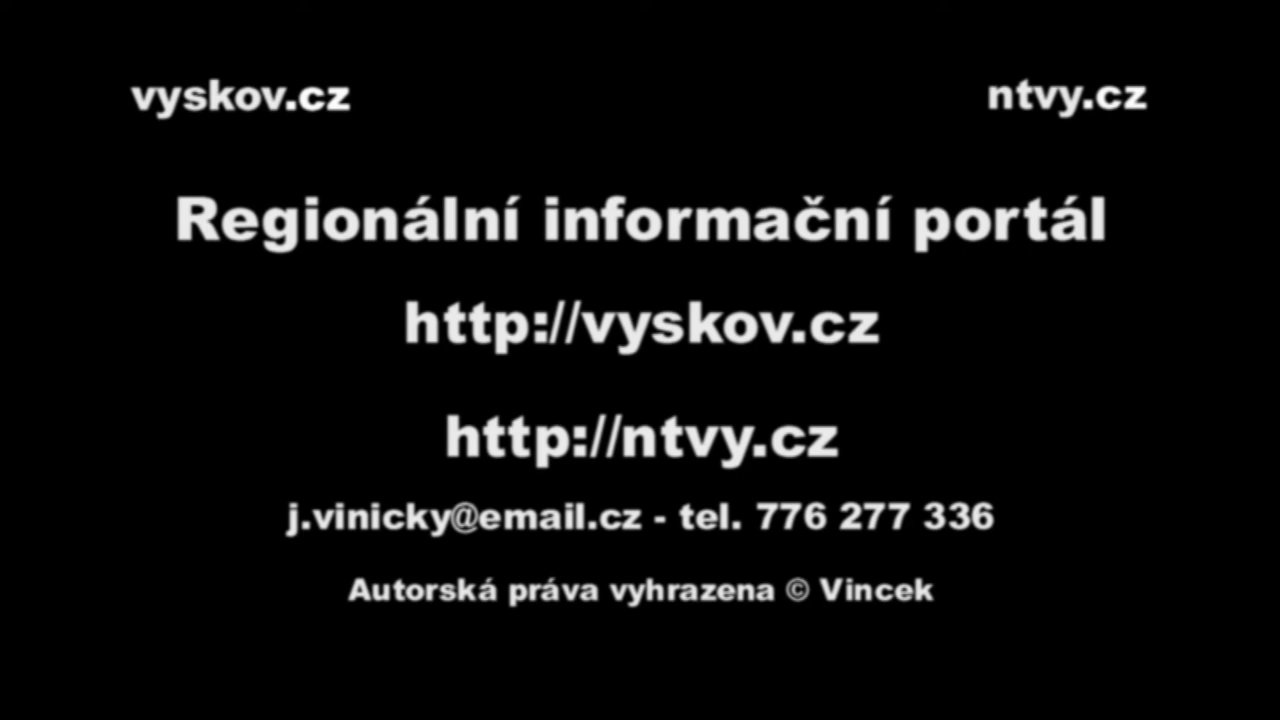 vyskov.cz ntvy.cz
Regionální informační portál
http://vyskov.cz
http://ntvy.cz
j.vinicky@email.cz - tel. 776 277 336
Autorská práva vyhrazena © Vincek